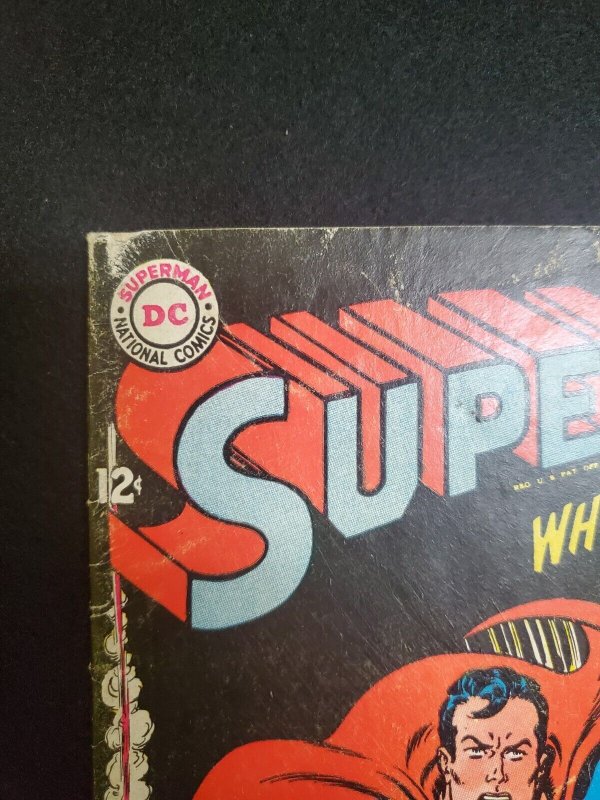 SUPERMAN
DC
• NATIONAL COMICS •
SUPE
12¢
REG U. S. PAT OFF
WH